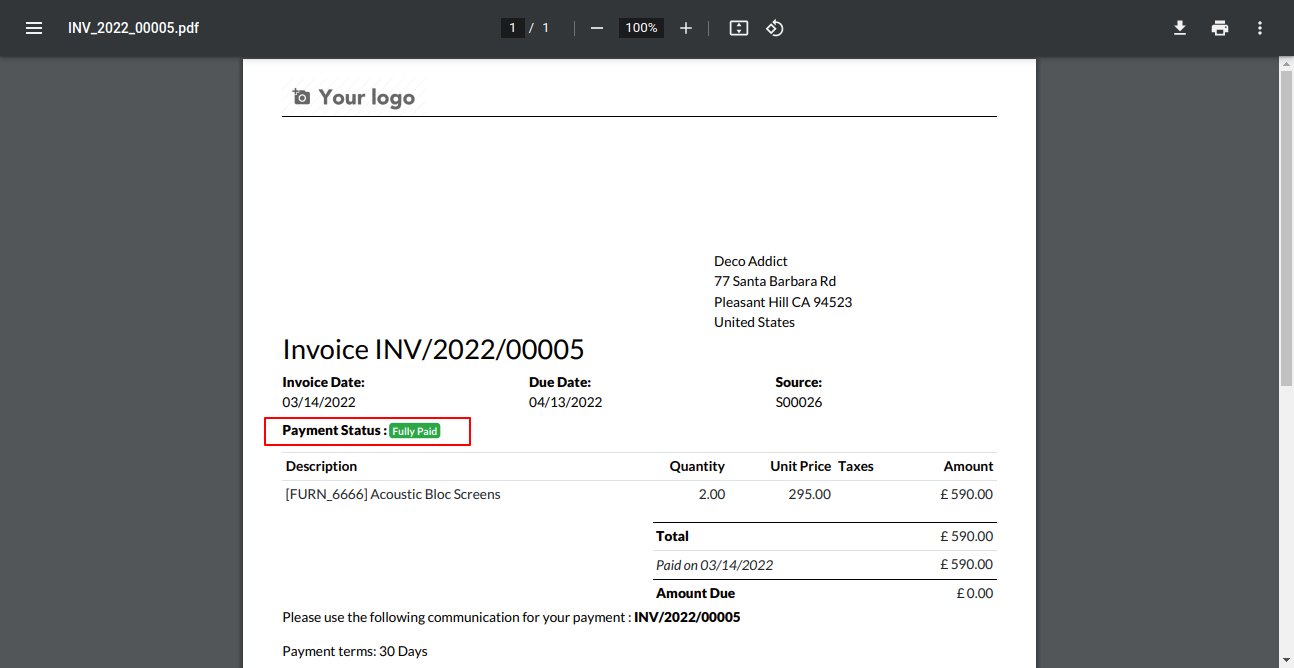 INV_2022_00005.pdf
1 / 1
100%
Your logo
Deco Addict
77 Santa Barbara Rd
Pleasant Hill CA 94523
United States
Invoice INV/2022/00005
Invoice Date: Due Date: Source:
03/14/2022 04/13/2022 S00026
Payment Status : Fully Paid
Description Quantity Unit Price Taxes Amount
[FURN_6666] Acoustic Bloc Screens 2.00 295.00 £ 590.00
Total £ 590.00
Paid on 03/14/2022 £ 590.00
Amount Due £ 0.00
Please use the following communication for your payment : INV/2022/00005
Payment terms: 30 Days